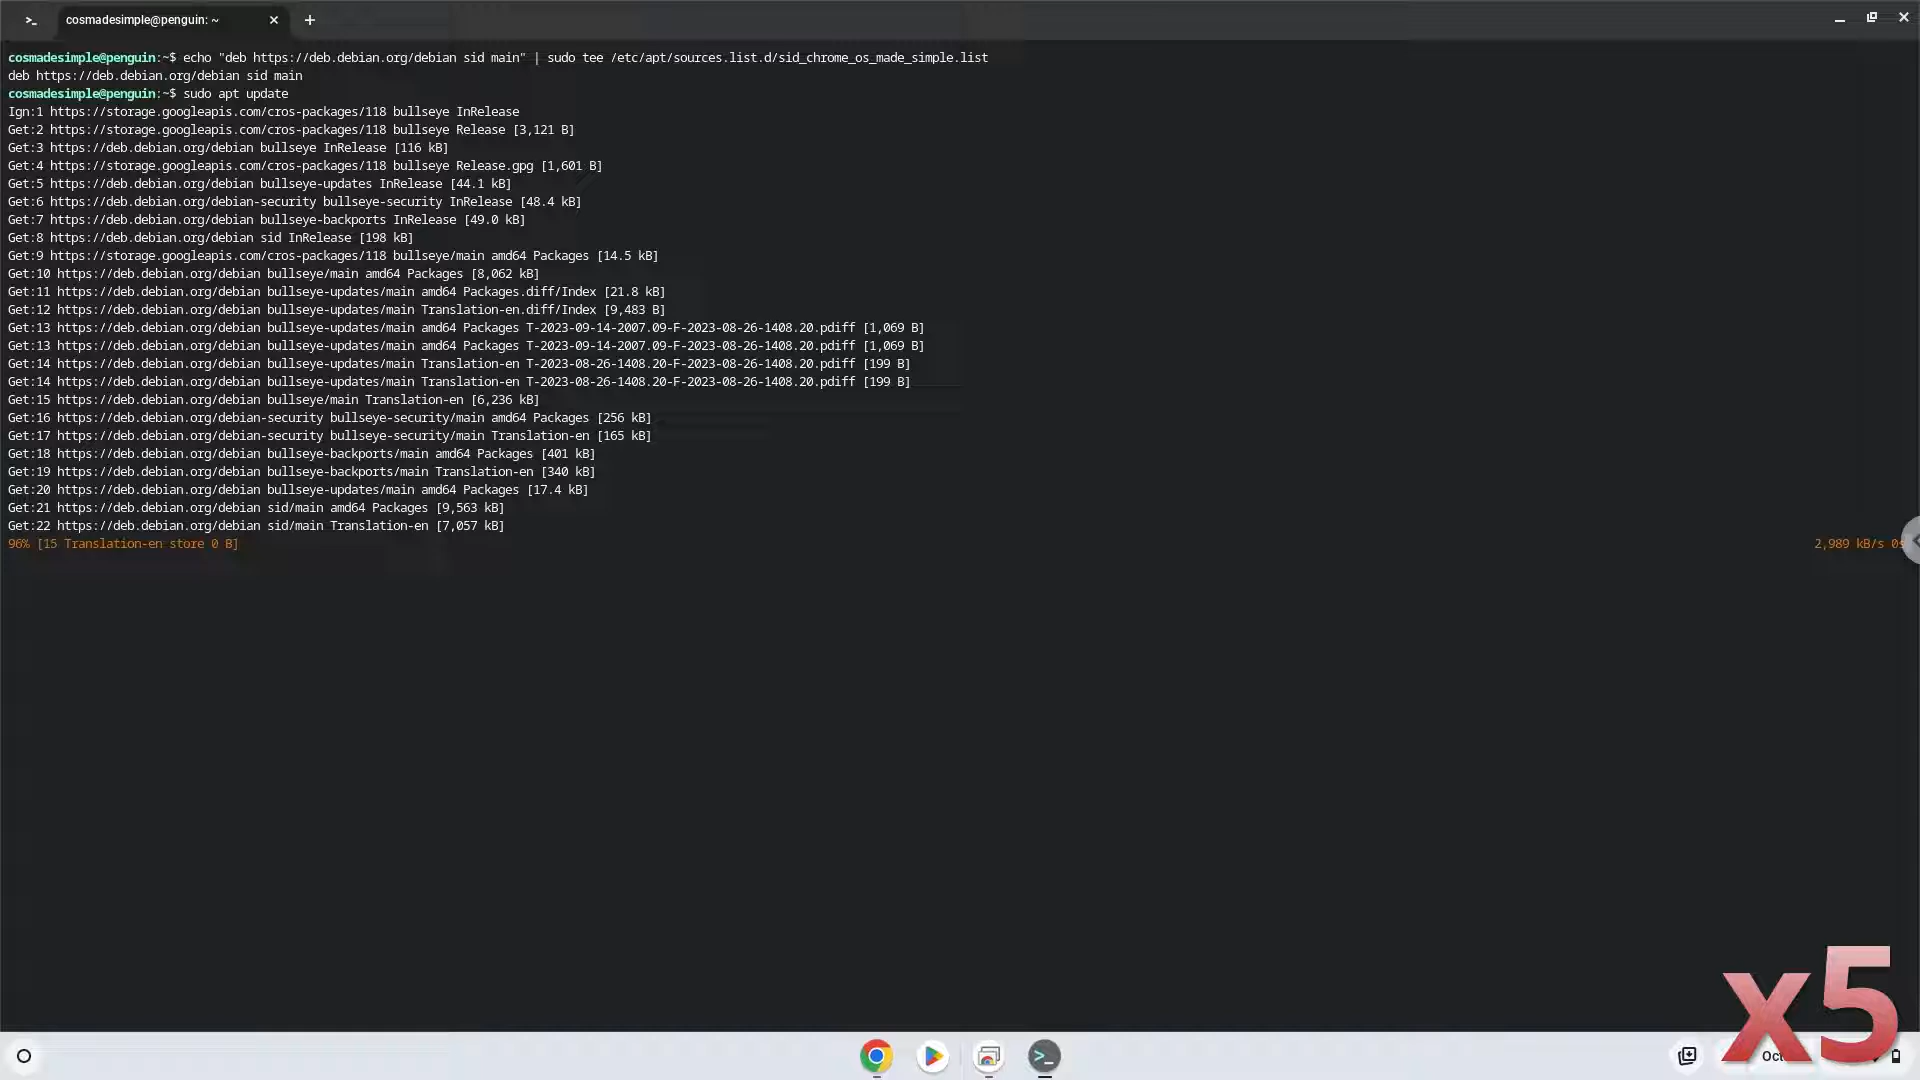 cosmadesimple@penguin: ~
cosmadesimple@penguin:~$ echo "deb https://deb.debian.org/debian sid main" | sudo tee /etc/apt/sources.list.d/sid_chrome_os_made_simple.list
deb https://deb.debian.org/debian sid main
cosmadesimple@penguin:~$ sudo apt update
Ign:1 https://storage.googleapis.com/cros-packages/118 bullseye InRelease
Get:2 https://storage.googleapis.com/cros-packages/118 bullseye Release [3,121 B]
Get:3 https://deb.debian.org/debian bullseye InRelease [116 kB]
Get:4 https://storage.googleapis.com/cros-packages/118 bullseye Release.gpg [1,601 B]
Get:5 https://deb.debian.org/debian bullseye-updates InRelease [44.1 kB]
Get:6 https://deb.debian.org/debian-security bullseye-security InRelease [48.4 kB]
Get:7 https://deb.debian.org/debian bullseye-backports InRelease [49.0 kB]
Get:8 https://deb.debian.org/debian sid InRelease [198 kB]
Get:9 https://storage.googleapis.com/cros-packages/118 bullseye/main amd64 Packages [14.5 kB]
Get:10 https://deb.debian.org/debian bullseye/main amd64 Packages [8,062 kB]
Get:11 https://deb.debian.org/debian bullseye-updates/main amd64 Packages.diff/Index [21.8 kB]
Get:12 https://deb.debian.org/debian bullseye-updates/main Translation-en.diff/Index [9,483 B]
Get:13 https://deb.debian.org/debian bullseye-updates/main amd64 Packages T-2023-09-14-2007.09-F-2023-08-26-1408.20.pdiff [1,069 B]
Get:13 https://deb.debian.org/debian bullseye-updates/main amd64 Packages T-2023-09-14-2007.09-F-2023-08-26-1408.20.pdiff [1,069 B]
Get:14 https://deb.debian.org/debian bullseye-updates/main Translation-en T-2023-08-26-1408.20-F-2023-08-26-1408.20.pdiff [199 B]
Get:14 https://deb.debian.org/debian bullseye-updates/main Translation-en T-2023-08-26-1408.20-F-2023-08-26-1408.20.pdiff [199 B]
Get:15 https://deb.debian.org/debian bullseye/main Translation-en [6,236 kB]
Get:16 https://deb.debian.org/debian-security bullseye-security/main amd64 Packages [256 kB]
Get:17 https://deb.debian.org/debian-security bullseye-security/main Translation-en [165 kB]
Get:18 https://deb.debian.org/debian bullseye-backports/main amd64 Packages [401 kB]
Get:19 https://deb.debian.org/debian bullseye-backports/main Translation-en [340 kB]
Get:20 https://deb.debian.org/debian bullseye-updates/main amd64 Packages [17.4 kB]
Get:21 https://deb.debian.org/debian sid/main amd64 Packages [9,563 kB]
Get:22 https://deb.debian.org/debian sid/main Translation-en [7,057 kB]
96% [15 Translation-en store 0 B] 2,989 kB/s 0s
x5
Oct